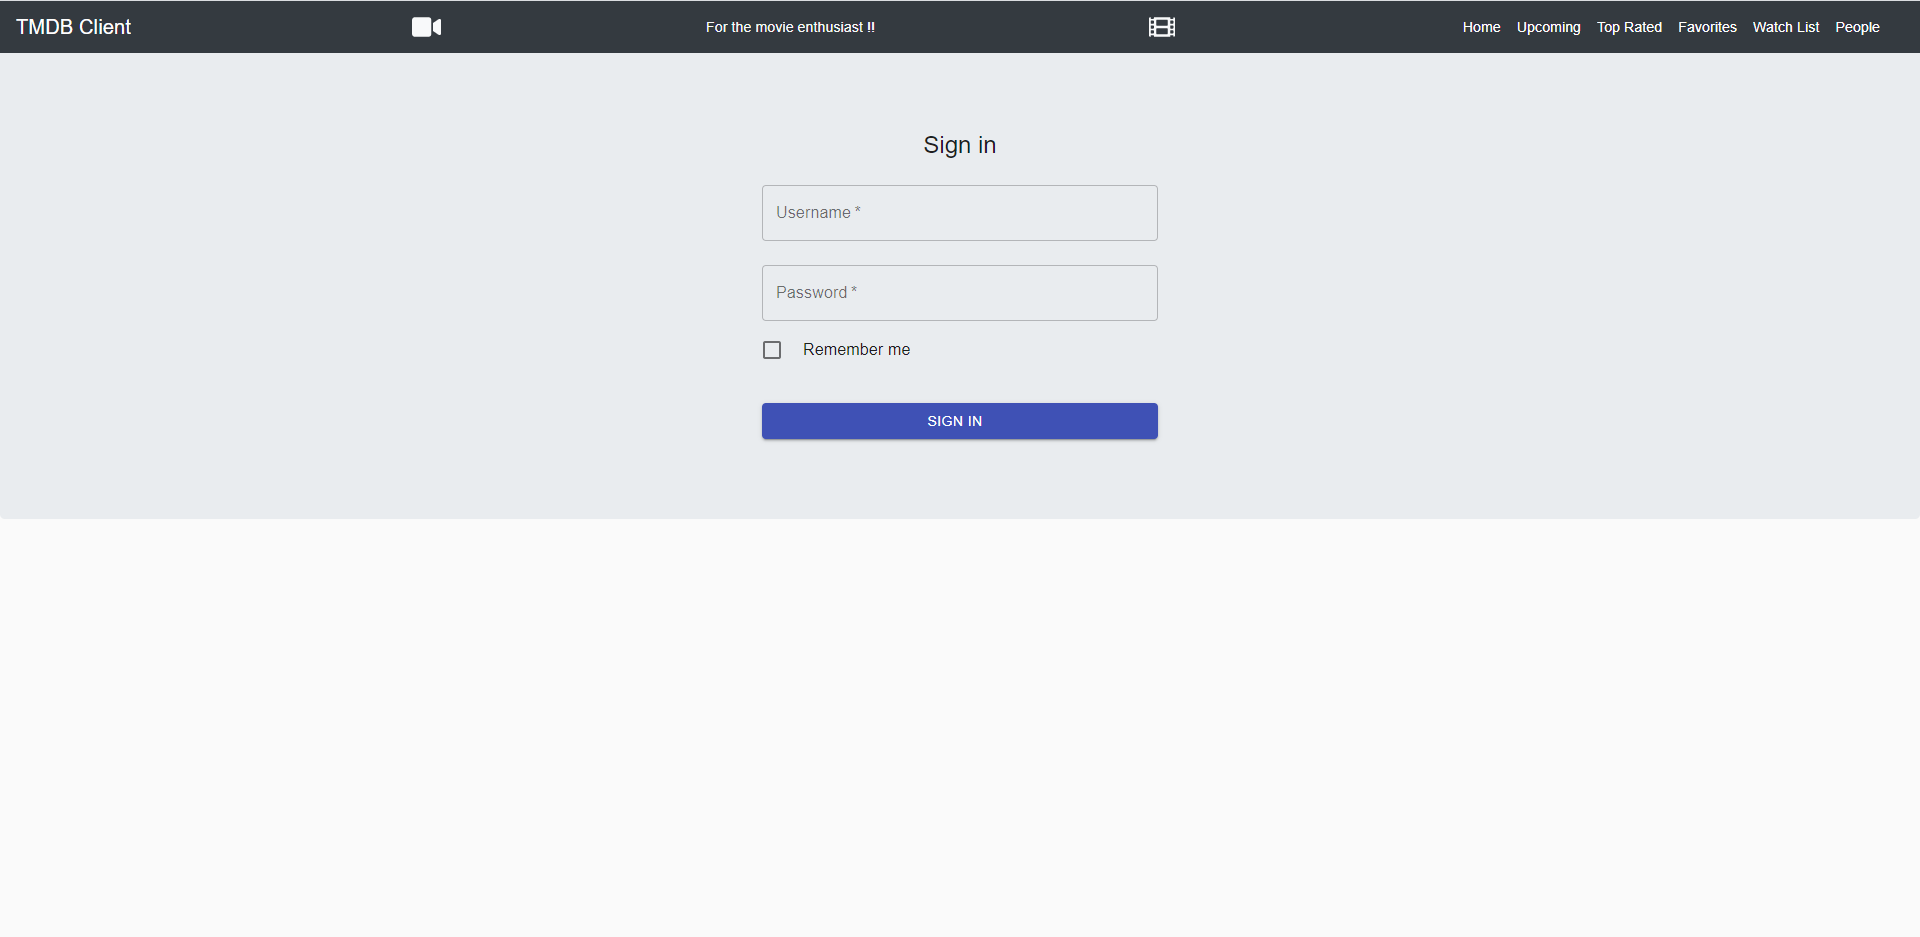 TMDB Client
For the movie enthusiast !!
Home Upcoming Top Rated Favorites Watch List People
Sign in
Username *
Password *
Remember me
SIGN IN